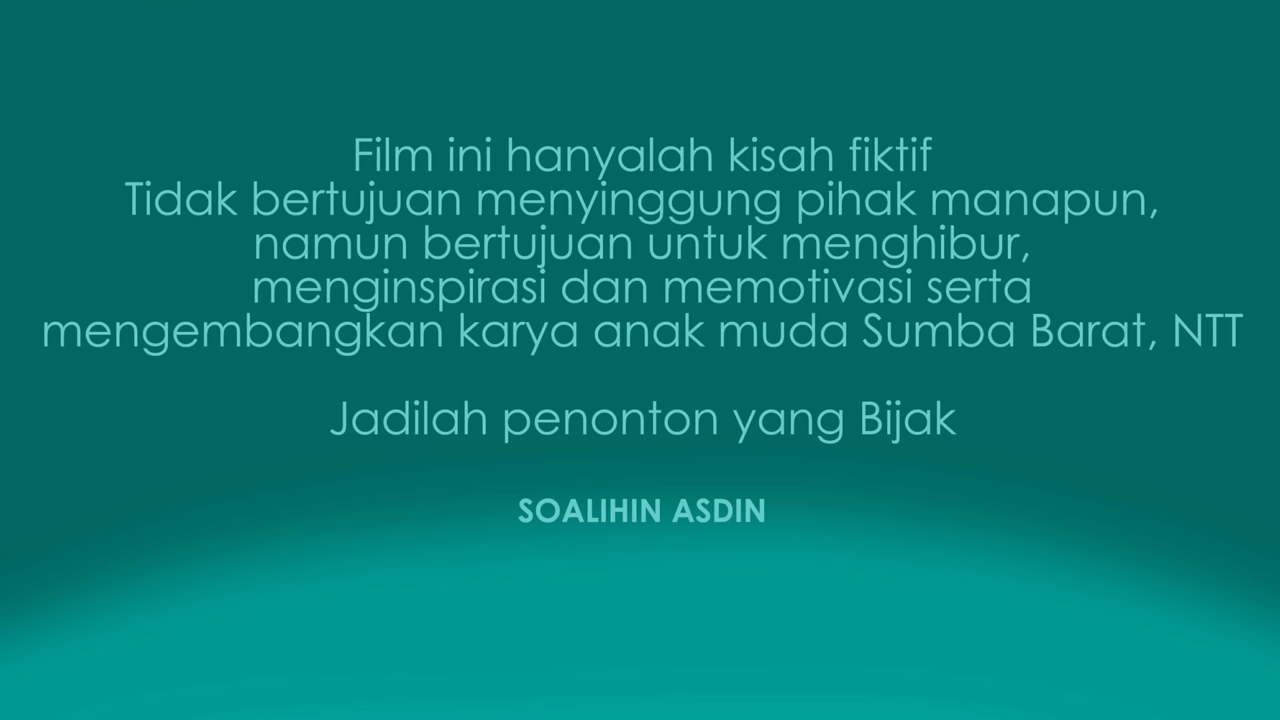 Film ini hanyalah kisah fiktif
Tidak bertujuan menyinggung pihak manapun,
namun bertujuan untuk menghibur,
menginspirasi dan memotivasi serta
mengembangkan karya anak muda Sumba Barat, NTT
Jadilah penonton yang Bijak
SOALIHIN ASDIN